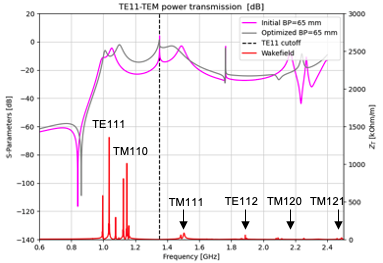 TE11-TEM power transmission [dB]
Initial BP=65 mm
Optimized BP=65 mm
TE11 cutoff
Wakefield
20
0
−20
−40
−60
−80
−100
−120
−140
S-Parameters [dB]
3000
2500
2000
1500
1000
500
0
Z_T [kOhm/m]
TE111
TM110
TM111
TE112
TM120
TM121
0.6
0.8
1.0
1.2
1.4
1.6
1.8
2.0
2.2
2.4
Frequency [GHz]